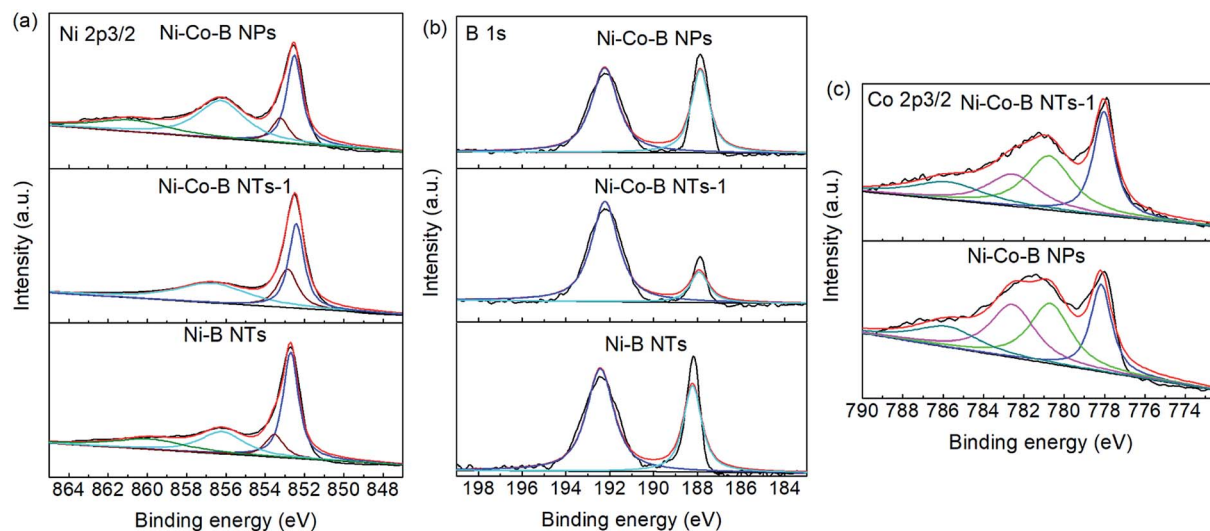 (a)
Ni 2p3/2 Ni-Co-B NPs
Ni-Co-B NTs-1
Ni-B NTs
Intensity (a.u.)
864 862 860 858 856 854 852 850 848
Binding energy (eV)
(b)
B 1s
Ni-Co-B NPs
Ni-Co-B NTs-1
Ni-B NTs
Intensity (a.u.)
198 196 194 192 190 188 186 184
Binding energy (eV)
(c)
Co 2p3/2 Ni-Co-B NTs-1
Ni-Co-B NPs
Intensity (a.u.)
790 788 786 784 782 780 778 776 774
Binding energy (eV)